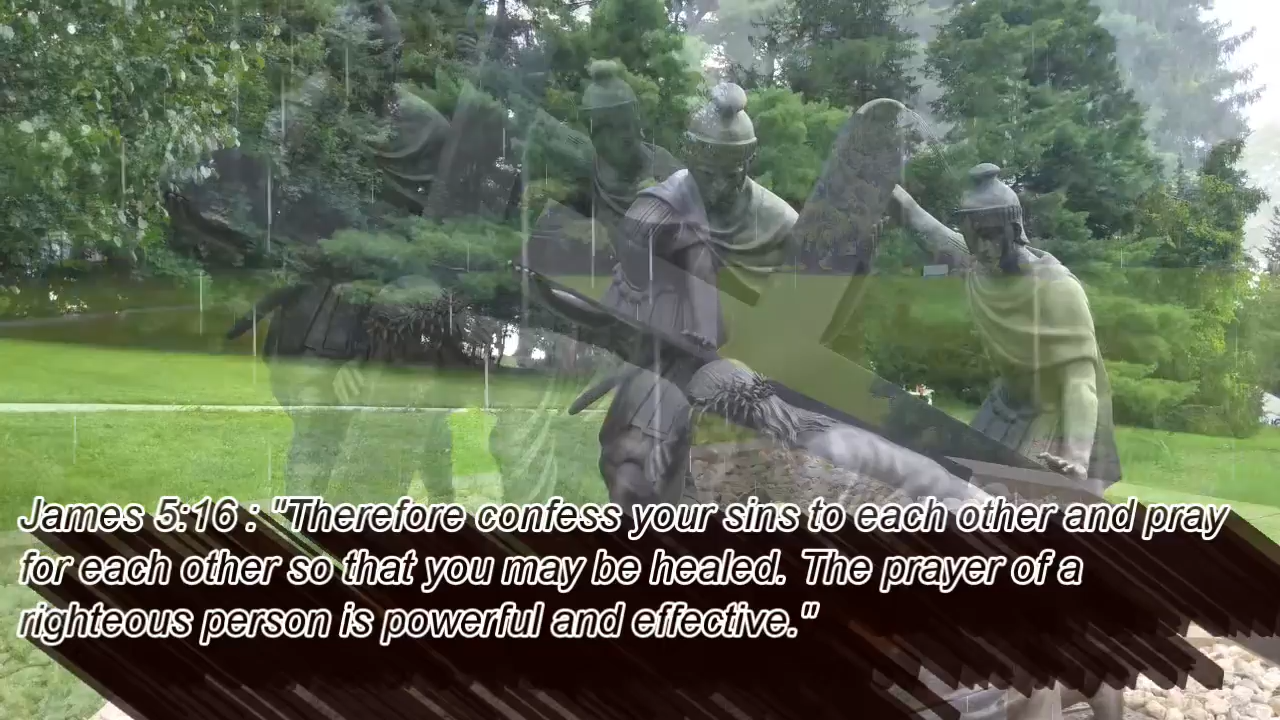 James 5:16 : "Therefore confess your sins to each other and pray
for each other so that you may be healed. The prayer of a
righteous person is powerful and effective."